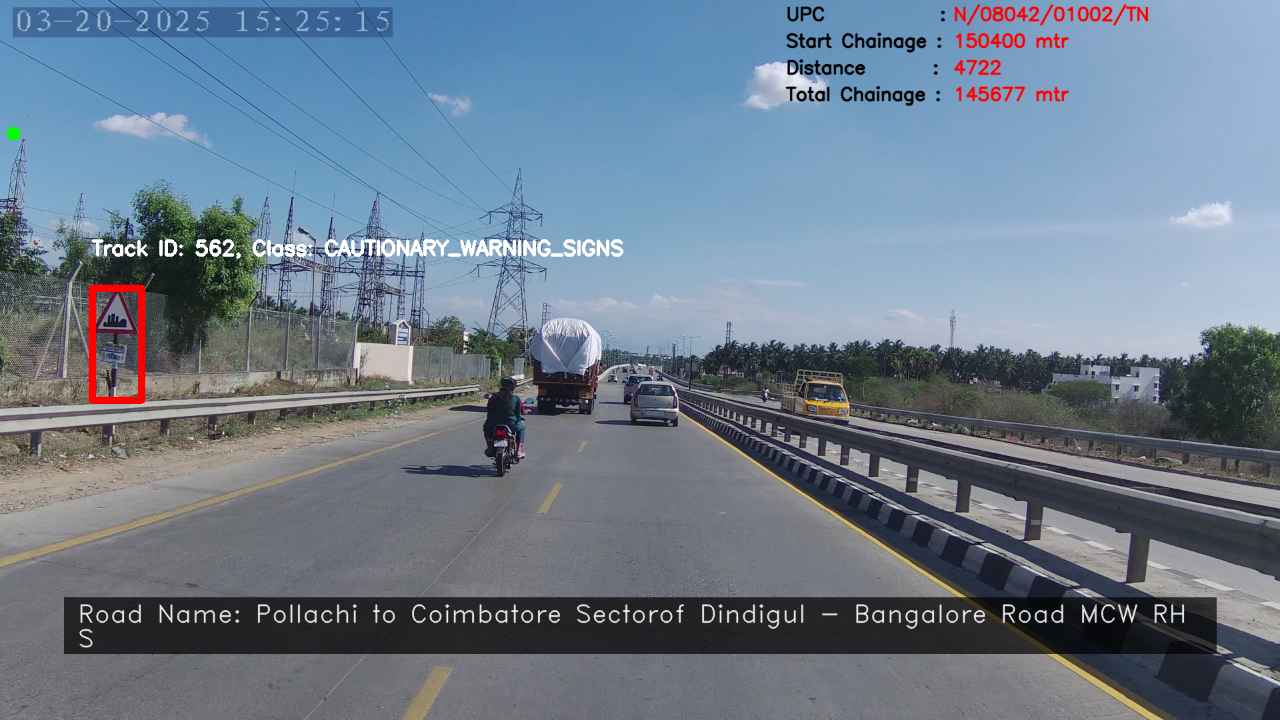 03-20-2025 15:25:15
UPC : N/08042/01002/TN
Start Chainage : 150400 mtr
Distance : 4722
Total Chainage : 145677 mtr
Track ID: 562, Class: CAUTIONARY_WARNING_SIGNS
Road Name: Pollachi to Coimbatore Sectorof Dindigul - Bangalore Road MCW RH
S